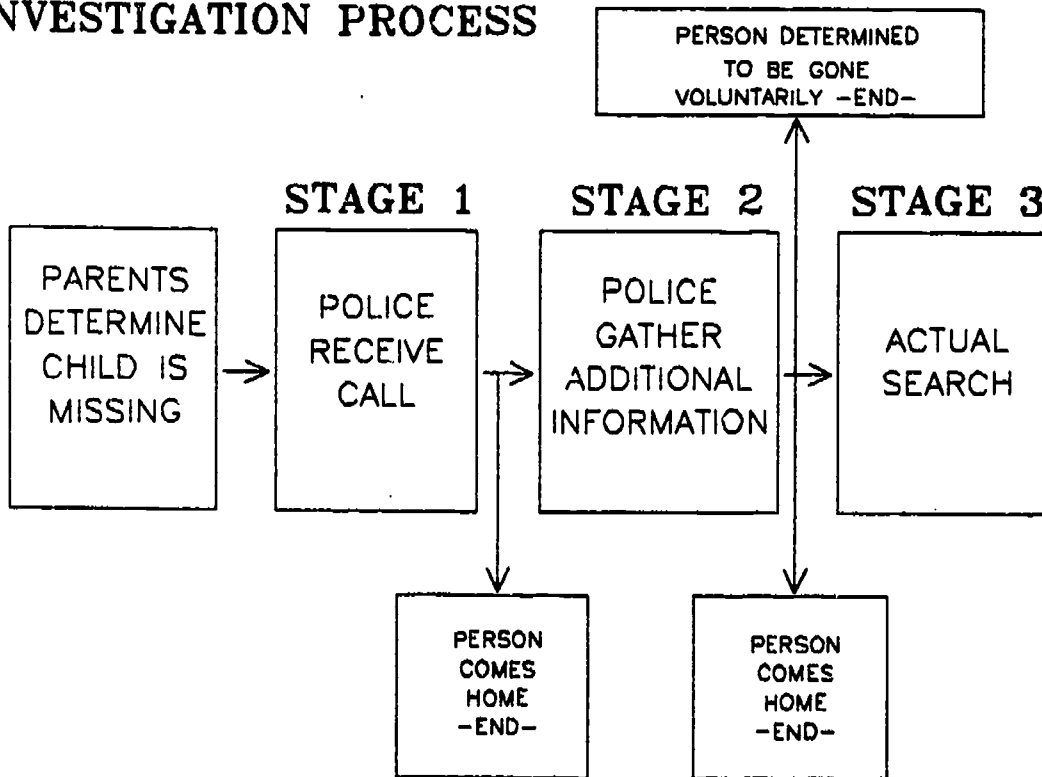 NVESTIGATION PROCESS
PERSON DETERMINED
TO BE GONE
VOLUNTARILY -END-
STAGE 1
STAGE 2
STAGE 3
PARENTS
DETERMINE
CHILD IS
MISSING
POLICE
RECEIVE
CALL
POLICE
GATHER
ADDITIONAL
INFORMATION
ACTUAL
SEARCH
PERSON
COMES
HOME
-END-
PERSON
COMES
HOME
-END-